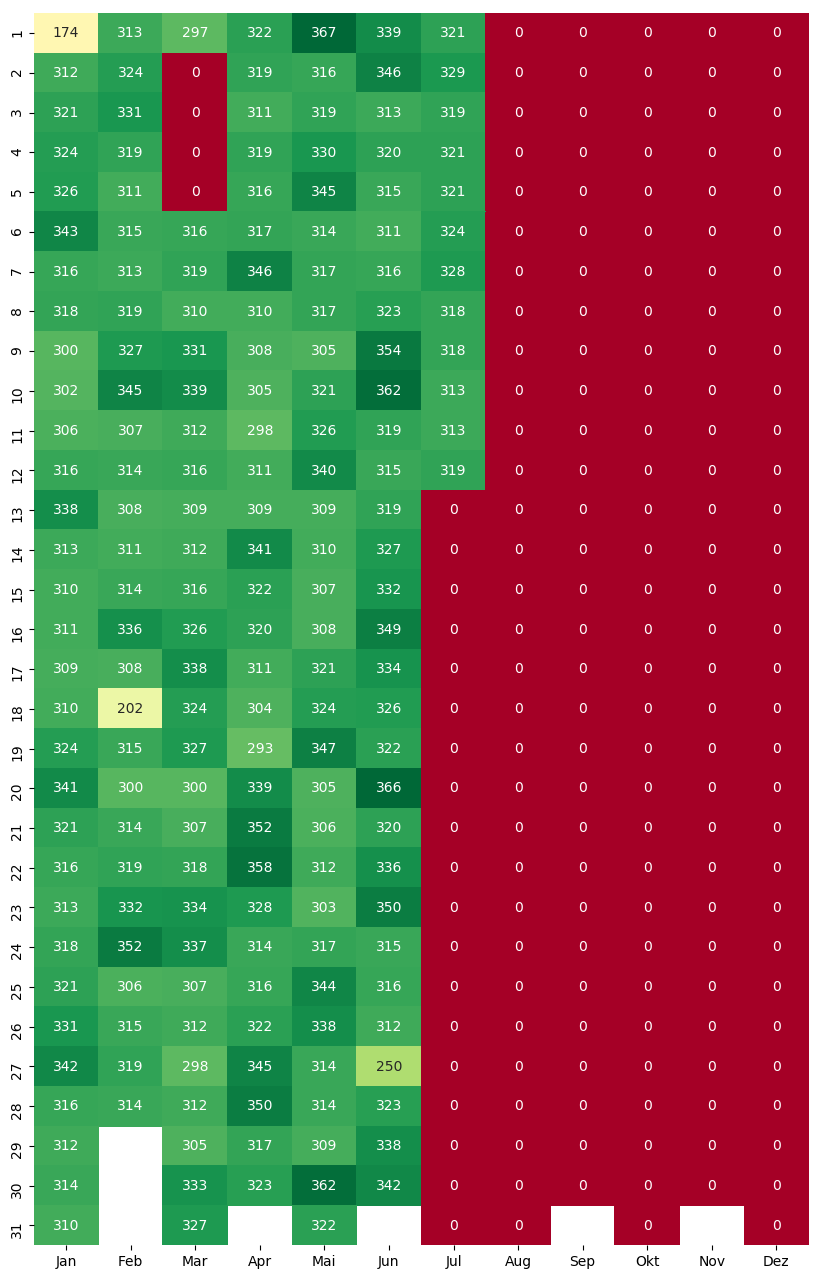 1 174 313 297 322 367 339 321 0 0 0 0 0
2 312 324 0 319 316 346 329 0 0 0 0 0
3 321 331 0 311 319 313 319 0 0 0 0 0
4 324 319 0 319 330 320 321 0 0 0 0 0
5 326 311 0 316 345 315 321 0 0 0 0 0
6 343 315 316 317 314 311 324 0 0 0 0 0
7 316 313 319 346 317 316 328 0 0 0 0 0
8 318 319 310 310 317 323 318 0 0 0 0 0
9 300 327 331 308 305 354 318 0 0 0 0 0
10 302 345 339 305 321 362 313 0 0 0 0 0
11 306 307 312 298 326 319 313 0 0 0 0 0
12 316 314 316 311 340 315 319 0 0 0 0 0
13 338 308 309 309 309 319 0 0 0 0 0 0
14 313 311 312 341 310 327 0 0 0 0 0 0
15 310 314 316 322 307 332 0 0 0 0 0 0
16 311 336 326 320 308 349 0 0 0 0 0 0
17 309 308 338 311 321 334 0 0 0 0 0 0
18 310 202 324 304 324 326 0 0 0 0 0 0
19 324 315 327 293 347 322 0 0 0 0 0 0
20 341 300 300 339 305 366 0 0 0 0 0 0
21 321 314 307 352 306 320 0 0 0 0 0 0
22 316 319 318 358 312 336 0 0 0 0 0 0
23 313 332 334 328 303 350 0 0 0 0 0 0
24 318 352 337 314 317 315 0 0 0 0 0 0
25 321 306 307 316 344 316 0 0 0 0 0 0
26 331 315 312 322 338 312 0 0 0 0 0 0
27 342 319 298 345 314 250 0 0 0 0 0 0
28 316 314 312 350 314 323 0 0 0 0 0 0
29 312 305 317 309 338 0 0 0 0 0 0
30 314 333 323 362 342 0 0 0 0 0 0
31 310 327 322 0 0 0 0
Jan Feb Mar Apr Mai Jun Jul Aug Sep Okt Nov Dez